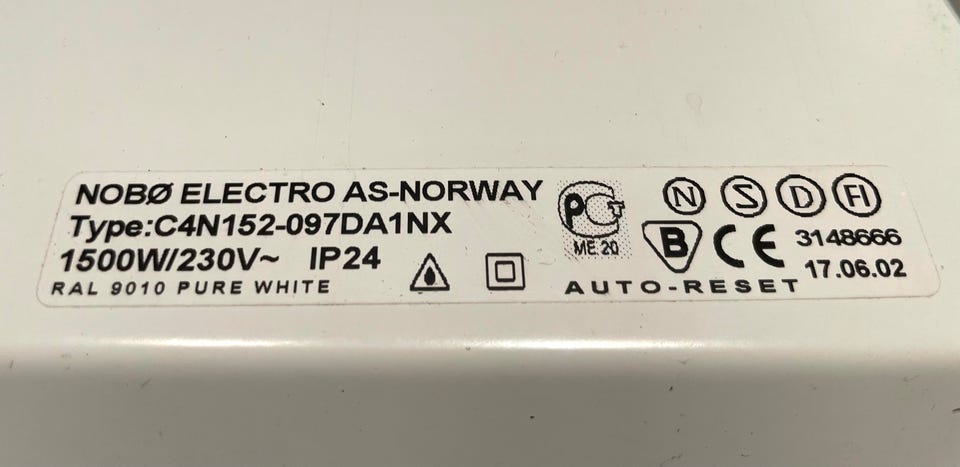 NOBØ ELECTRO AS-NORWAY
Type:C4N152-097DA1NX
1500W/230V~ IP24
RAL 9010 PURE WHITE
PCT
ME 20
N S D FI
B CE 3148666
17.06.02
AUTO-RESET